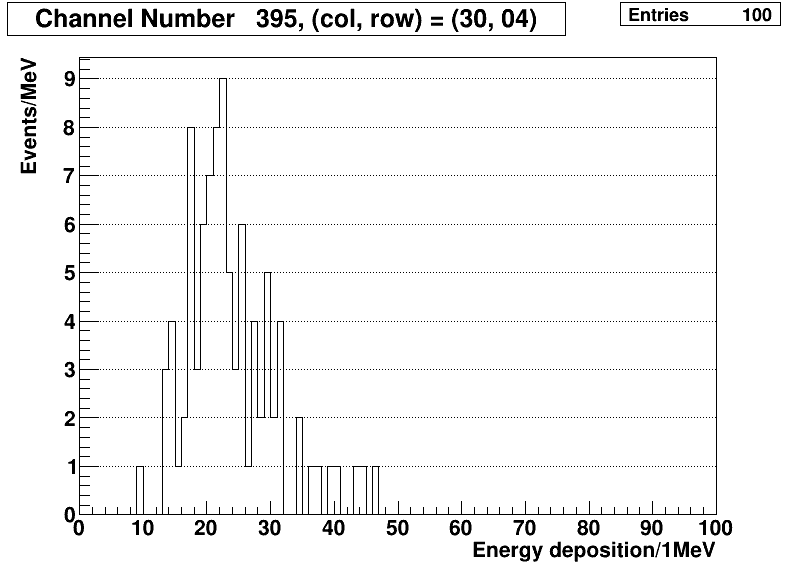 Channel Number 395, (col, row) = (30, 04)
Entries 100
Events/MeV
9
8
7
6
5
4
3
2
1
0
0 10 20 30 40 50 60 70 80 90 100
Energy deposition/1MeV